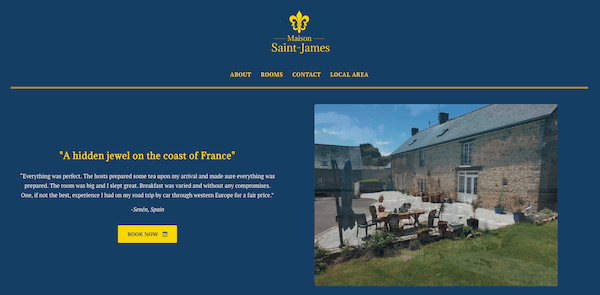 Maison
Saint-James
ABOUT ROOMS CONTACT LOCAL AREA
"A hidden jewel on the coast of France"
"Everything was perfect. The hosts prepared some tea upon my arrival and made sure everything was
prepared. The room was big and I slept great. Breakfast was varied and without any compromises.
One, if not the best, experience I had on my road trip by car through western Europe for a fair price."
-Senén, Spain
BOOK NOW